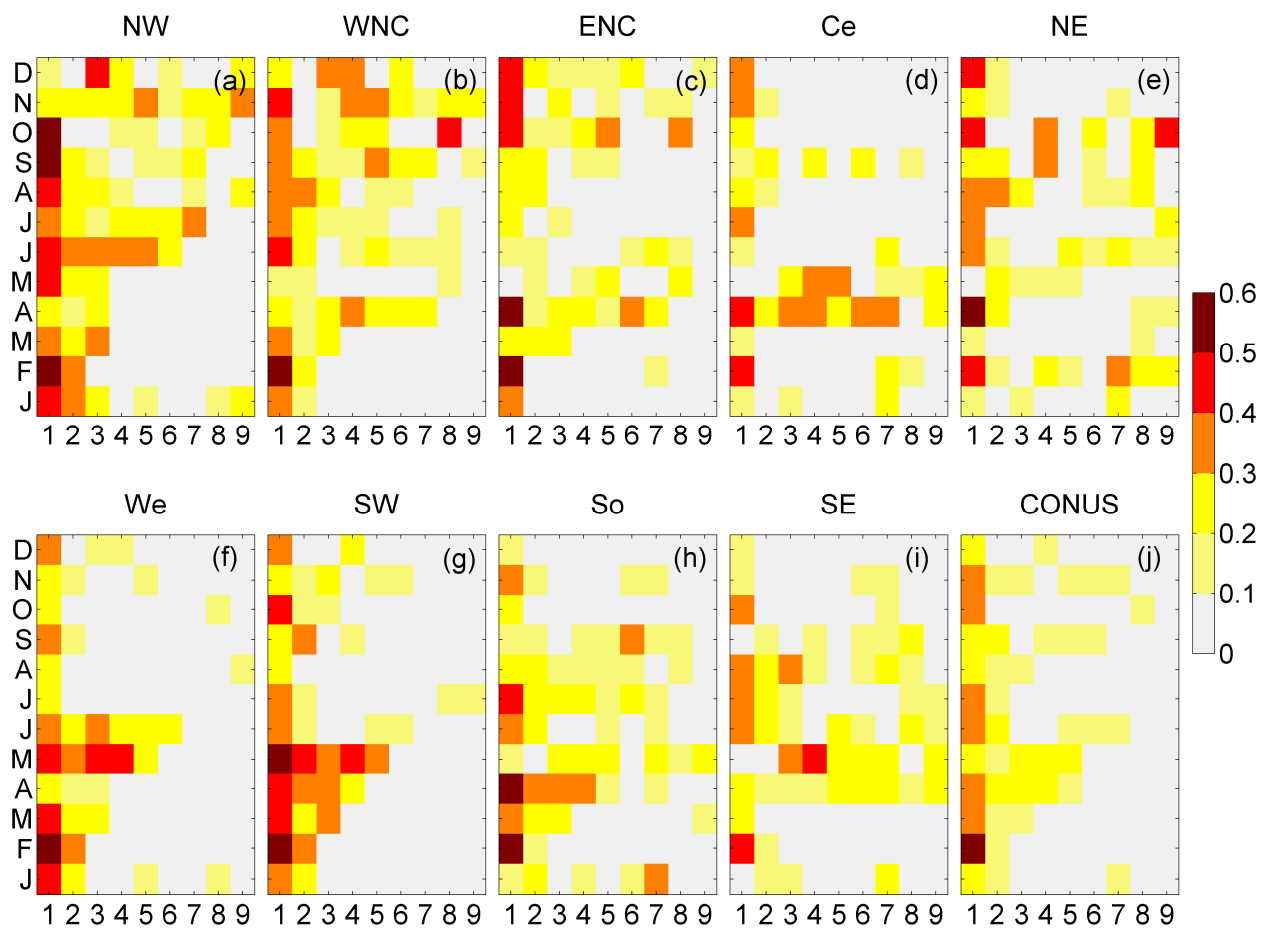 NW WNC ENC Ce NE
(a) (b) (c) (d) (e)
D
N
O
S
A
J
J
M
A
M
F
J
1 2 3 4 5 6 7 8 9 1 2 3 4 5 6 7 8 9 1 2 3 4 5 6 7 8 9 1 2 3 4 5 6 7 8 9 1 2 3 4 5 6 7 8 9
0.6
0.5
0.4
0.3
0.2
0.1
0
We SW So SE CONUS
(f) (g) (h) (i) (j)
D
N
O
S
A
J
J
M
A
M
F
J
1 2 3 4 5 6 7 8 9 1 2 3 4 5 6 7 8 9 1 2 3 4 5 6 7 8 9 1 2 3 4 5 6 7 8 9 1 2 3 4 5 6 7 8 9